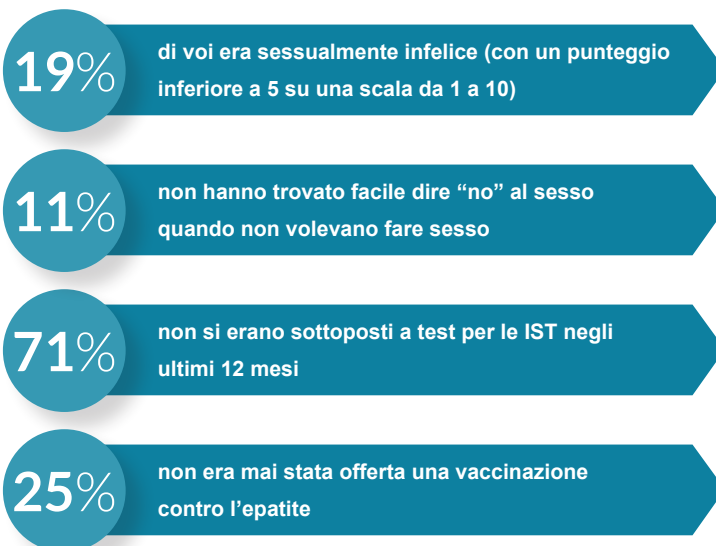 19%
di voi era sessualmente infelice (con un punteggio
inferiore a 5 su una scala da 1 a 10)
11%
non hanno trovato facile dire “no” al sesso
quando non volevano fare sesso
71%
non si erano sottoposti a test per le IST negli
ultimi 12 mesi
25%
non era mai stata offerta una vaccinazione
contro l’epatite